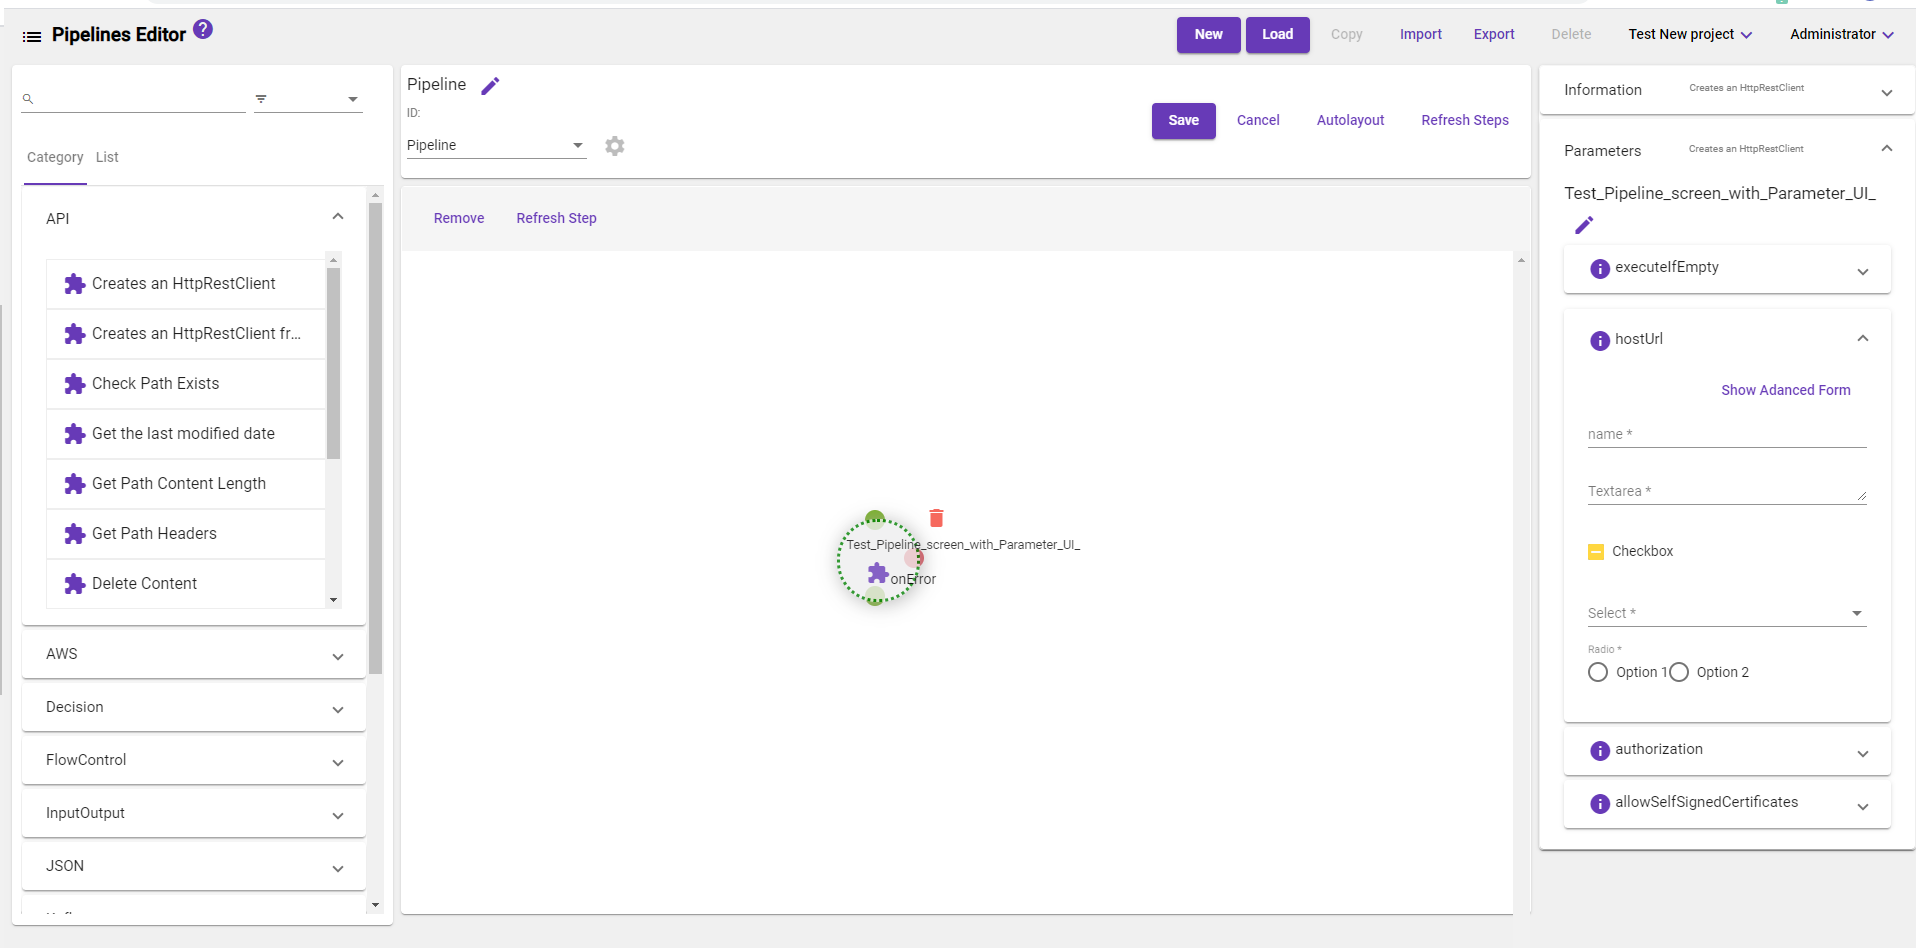 Pipelines Editor ?
New Load Copy Import Export Delete Test New project Administrator
Category List
API
Creates an HttpRestClient
Creates an HttpRestClient fr...
Check Path Exists
Get the last modified date
Get Path Content Length
Get Path Headers
Delete Content
AWS
Decision
FlowControl
InputOutput
JSON
Pipeline
ID:
Pipeline
Save Cancel Autolayout Refresh Steps
Remove Refresh Step
Test_Pipeline_screen_with_Parameter_UI_
onError
Information Creates an HttpRestClient
Parameters Creates an HttpRestClient
Test_Pipeline_screen_with_Parameter_UI_
executeIfEmpty
hostUrl
Show Adanced Form
name *
Textarea *
Checkbox
Select *
Radio *
Option 1 Option 2
authorization
allowSelfSignedCertificates